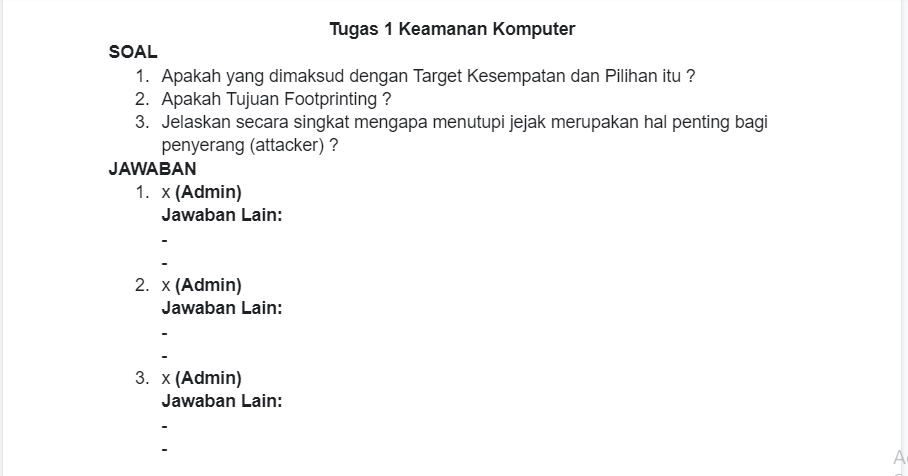 Tugas 1 Keamanan Komputer
SOAL
1. Apakah yang dimaksud dengan Target Kesempatan dan Pilihan itu ?
2. Apakah Tujuan Footprinting ?
3. Jelaskan secara singkat mengapa menutupi jejak merupakan hal penting bagi
penyerang (attacker) ?
JAWABAN
1. x (Admin)
Jawaban Lain:
-
-
2. x (Admin)
Jawaban Lain:
-
-
3. x (Admin)
Jawaban Lain:
-
-